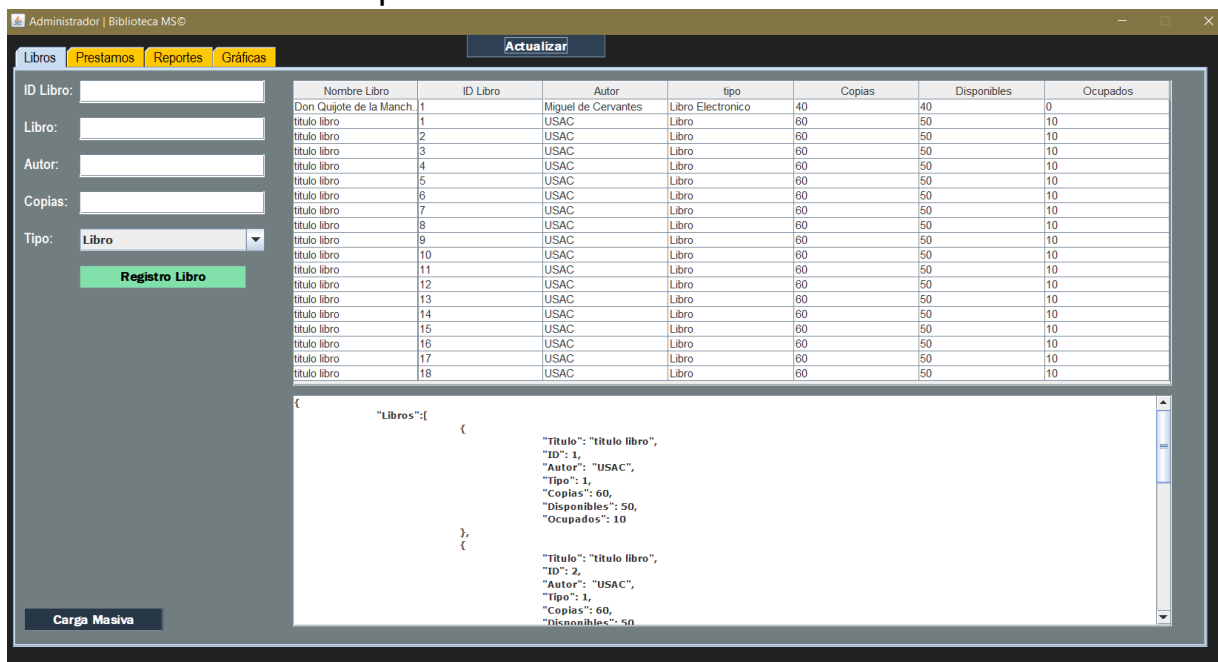 Administrador | Biblioteca MS©
Actualizar
Libros Prestamos Reportes Gráficas
ID Libro:
Libro:
Autor:
Copias:
Tipo: Libro
Registro Libro
Carga Masiva
Nombre Libro ID Libro Autor tipo Copias Disponibles Ocupados
Don Quijote de la Manch.. 1 Miguel de Cervantes Libro Electronico 40 40 0
titulo libro 1 USAC Libro 60 50 10
titulo libro 2 USAC Libro 60 50 10
titulo libro 3 USAC Libro 60 50 10
titulo libro 4 USAC Libro 60 50 10
titulo libro 5 USAC Libro 60 50 10
titulo libro 6 USAC Libro 60 50 10
titulo libro 7 USAC Libro 60 50 10
titulo libro 8 USAC Libro 60 50 10
titulo libro 9 USAC Libro 60 50 10
titulo libro 10 USAC Libro 60 50 10
titulo libro 11 USAC Libro 60 50 10
titulo libro 12 USAC Libro 60 50 10
titulo libro 13 USAC Libro 60 50 10
titulo libro 14 USAC Libro 60 50 10
titulo libro 15 USAC Libro 60 50 10
titulo libro 16 USAC Libro 60 50 10
titulo libro 17 USAC Libro 60 50 10
titulo libro 18 USAC Libro 60 50 10
{
"Libros":[
{
"Titulo": "titulo libro",
"ID": 1,
"Autor": "USAC",
"Tipo": 1,
"Copias": 60,
"Disponibles": 50,
"Ocupados": 10
},
{
"Titulo": "titulo libro",
"ID": 2,
"Autor": "USAC",
"Tipo": 1,
"Copias": 60,
"Disponibles": 50